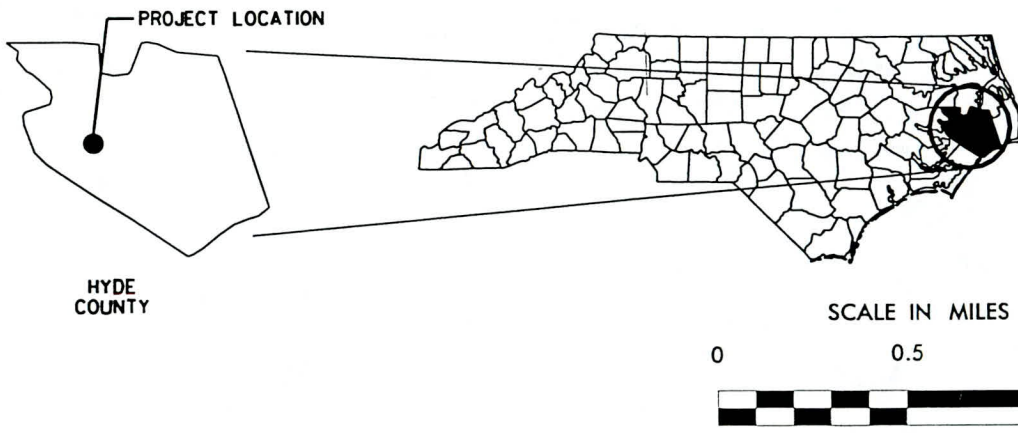 PROJECT LOCATION
HYDE
COUNTY
SCALE IN MILES
0 0.5